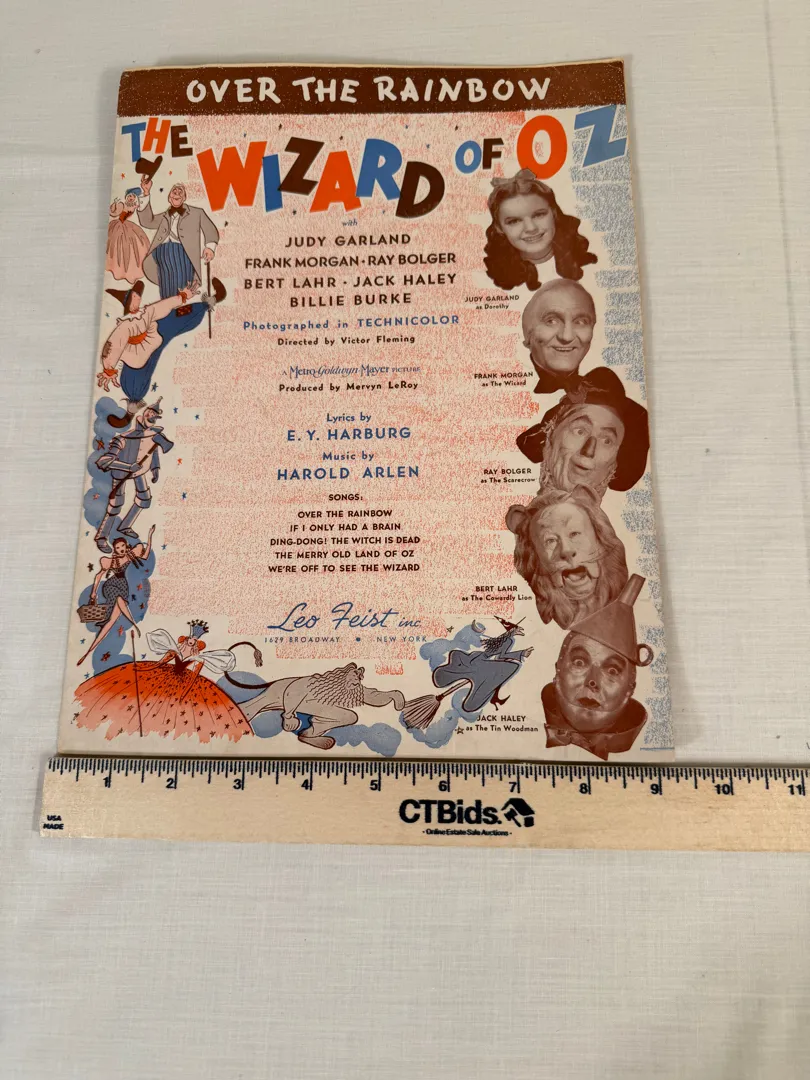 OVER THE RAINBOW
THE WIZARD OF OZ
with
JUDY GARLAND
FRANK MORGAN · RAY BOLGER
BERT LAHR · JACK HALEY
BILLIE BURKE
Photographed in TECHNICOLOR
Directed by Victor Fleming
A Metro-Goldwyn-Mayer PICTURE
Produced by Mervyn LeRoy
Lyrics by
E. Y. HARBURG
Music by
HAROLD ARLEN
SONGS:
OVER THE RAINBOW
IF I ONLY HAD A BRAIN
DING-DONG! THE WITCH IS DEAD
THE MERRY OLD LAND OF OZ
WE'RE OFF TO SEE THE WIZARD
Leo Feist inc
1629 BROADWAY • NEW YORK
JUDY GARLAND
as Dorothy
FRANK MORGAN
as The Wizard
RAY BOLGER
as The Scarecrow
BERT LAHR
as The Cowardly Lion
JACK HALEY
as The Tin Woodman
1 2 3 4 5 6 7 8 9 10 11
USA
MADE
CTBids.
- Online Estate Sale Auctions -